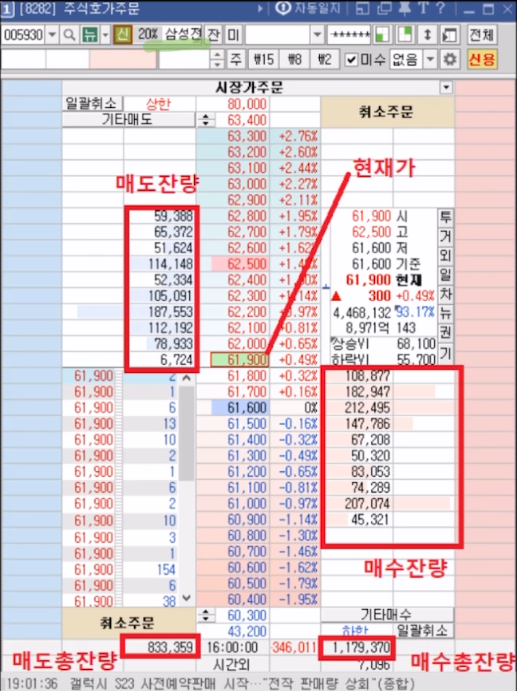 1 [8282] 주식호가주문 자동일지 T ?
005930 뉴 신 20% 삼성전 잔 미 ****** 전체
주 ₩15 ₩8 ₩2 미수 없음 신용
시장가주문
일괄취소 상한 80,000 취소주문
기타매도 63,400
63,300 +2.76%
63,200 +2.60%
63,100 +2.44% 현재가
매도잔량 63,000 +2.27%
62,900 +2.11%
59,388 62,800 +1.95% 61,900 시 투
65,372 62,700 +1.79% 62,500 고 거
51,624 62,600 61,600 저 외
114,148 62,500 61,600 기준
52,334 62,400 61,900 현재 일
105,091 62,300 ▲ 300 +0.49% 차
187,553 62,200 4,468,132 93.17% 뉴
112,192 62,100 +0.81% 8,971억 143 권
78,933 62,000 +0.65% 상승VI 68,100
6,724 61,900 +0.49% 하락VI 55,700 기
61,900 2 61,800 +0.32% 108,877
61,900 1 61,700 +0.16% 182,947
61,900 6 61,600 0% 212,495
61,900 13 61,500 -0.16% 147,786
61,900 10 61,400 -0.32% 67,208
61,900 2 61,300 -0.49% 50,320
61,900 1 61,200 -0.65% 83,053
61,900 6 61,100 -0.81% 74,289
61,900 2 61,000 -0.97% 207,074
61,900 10 60,900 -1.14% 45,321
61,900 3 60,800 -1.30%
61,900 1 60,700 -1.46%
61,900 154 60,600 -1.62% 매수잔량
61,900 6 60,500 -1.79%
61,900 38 60,400 -1.95%
취소주문 60,300 기타매수
43,200 하한 일괄취소
매도총잔량 833,359 16:00:00 346,011 1,179,370 매수총잔량
시간외 7,096
19:01:36 갤럭시 S23 사전예약판매 시작…"전작 판매량 상회"(종합)